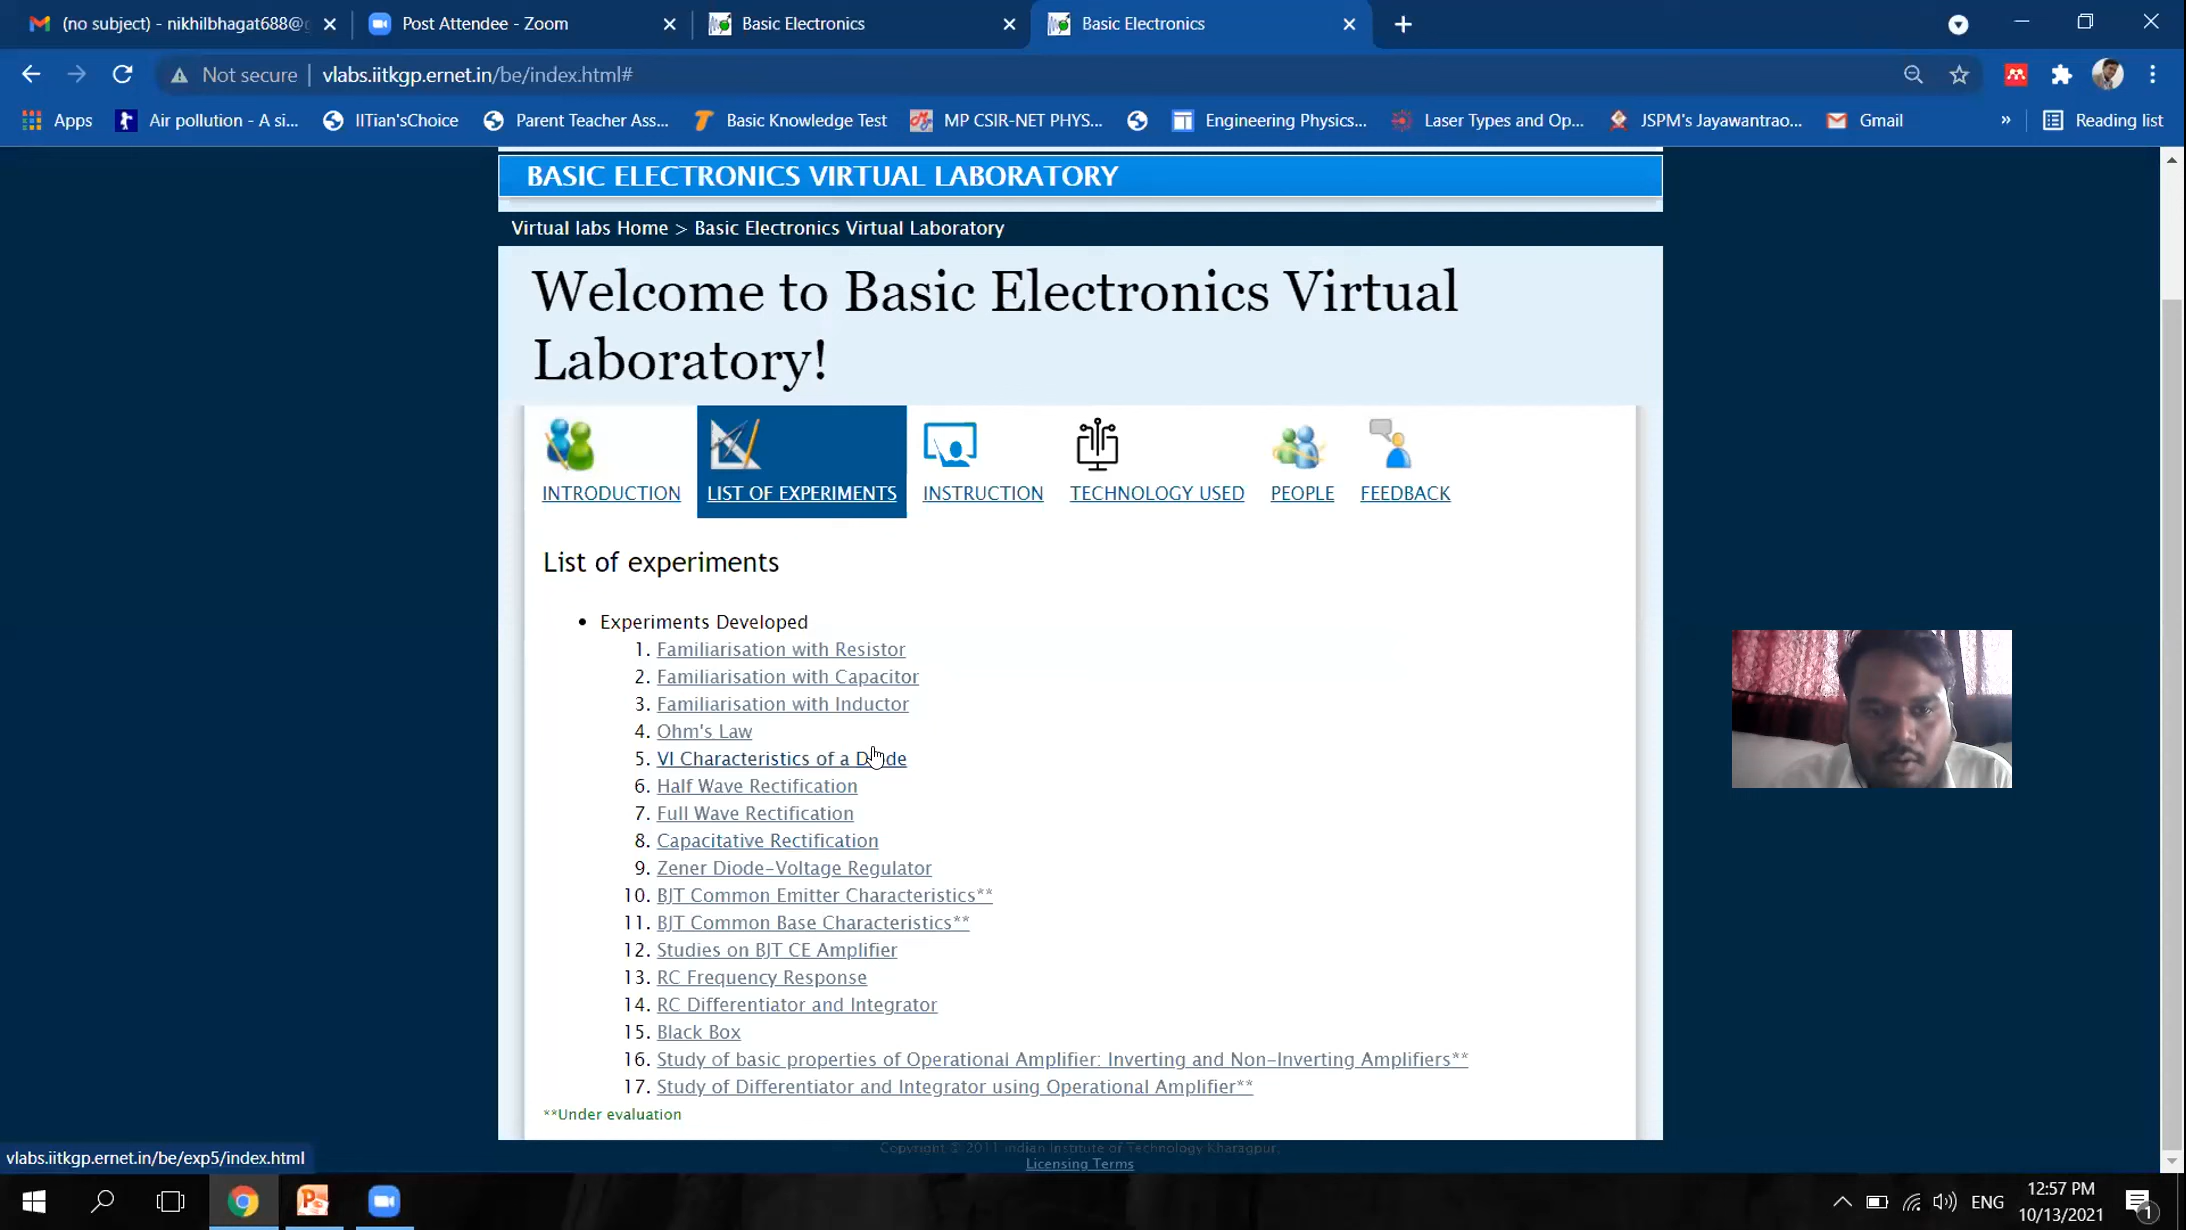 (no subject) - nikhilbhagat688@g
Post Attendee - Zoom
Basic Electronics
Basic Electronics
Not secure
vlabs.iitkgp.ernet.in/be/index.html#
Apps
Air pollution - A si...
IITian'sChoice
Parent Teacher Ass...
Basic Knowledge Test
MP CSIR-NET PHYS...
Engineering Physics...
Laser Types and Op...
JSPM's Jayawantrao...
Gmail
»
Reading list
BASIC ELECTRONICS VIRTUAL LABORATORY
Virtual labs Home > Basic Electronics Virtual Laboratory
Welcome to Basic Electronics Virtual
Laboratory!
INTRODUCTION
LIST OF EXPERIMENTS
INSTRUCTION
TECHNOLOGY USED
PEOPLE
FEEDBACK
List of experiments
• Experiments Developed
1. Familiarisation with Resistor
2. Familiarisation with Capacitor
3. Familiarisation with Inductor
4. Ohm's Law
5. VI Characteristics of a Diode
6. Half Wave Rectification
7. Full Wave Rectification
8. Capacitative Rectification
9. Zener Diode-Voltage Regulator
10. BJT Common Emitter Characteristics**
11. BJT Common Base Characteristics**
12. Studies on BJT CE Amplifier
13. RC Frequency Response
14. RC Differentiator and Integrator
15. Black Box
16. Study of basic properties of Operational Amplifier: Inverting and Non-Inverting Amplifiers**
17. Study of Differentiator and Integrator using Operational Amplifier**
**Under evaluation
Copyright © 2011 Indian Institute of Technology Kharagpur,
Licensing Terms
vlabs.iitkgp.ernet.in/be/exp5/index.html
ENG
12:57 PM
10/13/2021
1